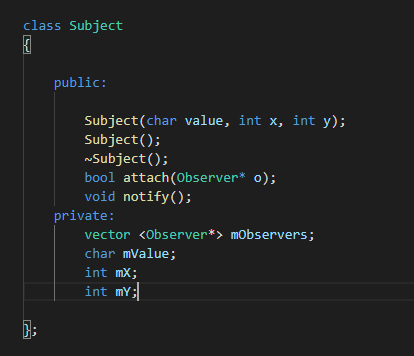 class Subject
{
public:
Subject(char value, int x, int y);
Subject();
~Subject();
bool attach(Observer* o);
void notify();
private:
vector <Observer*> mObservers;
char mValue;
int mX;
int mY;
};